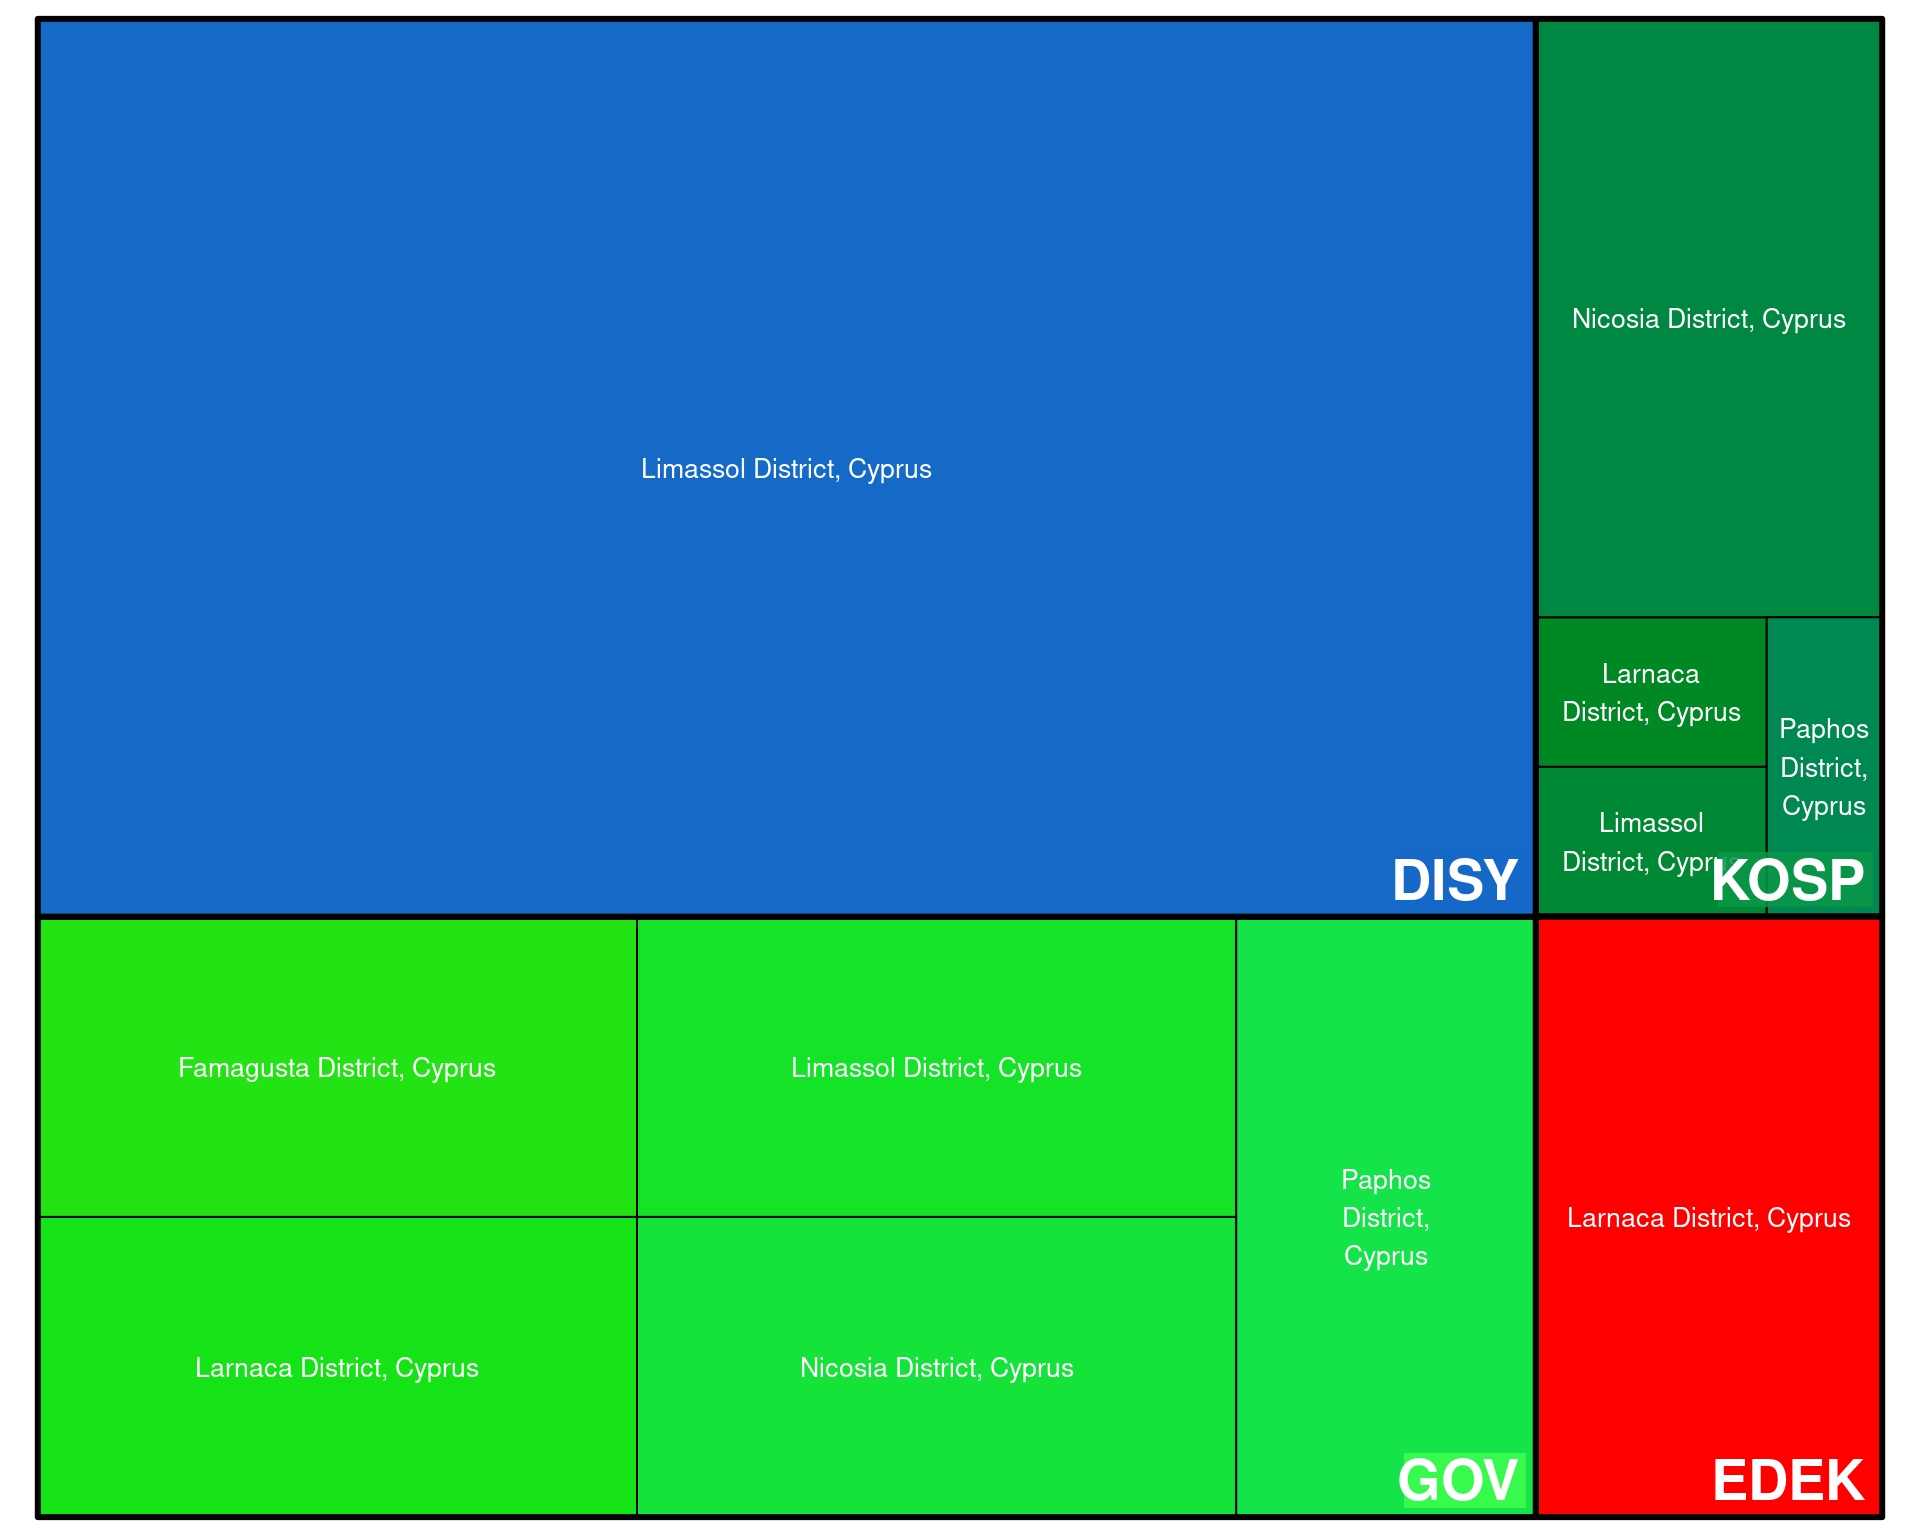 Limassol District, Cyprus
DISY
Nicosia District, Cyprus
Larnaca
District, Cyprus
Limassol
District, Cyprus
Paphos
District,
Cyprus
KOSP
Famagusta District, Cyprus
Limassol District, Cyprus
Larnaca District, Cyprus
Nicosia District, Cyprus
Paphos
District,
Cyprus
GOV
Larnaca District, Cyprus
EDEK